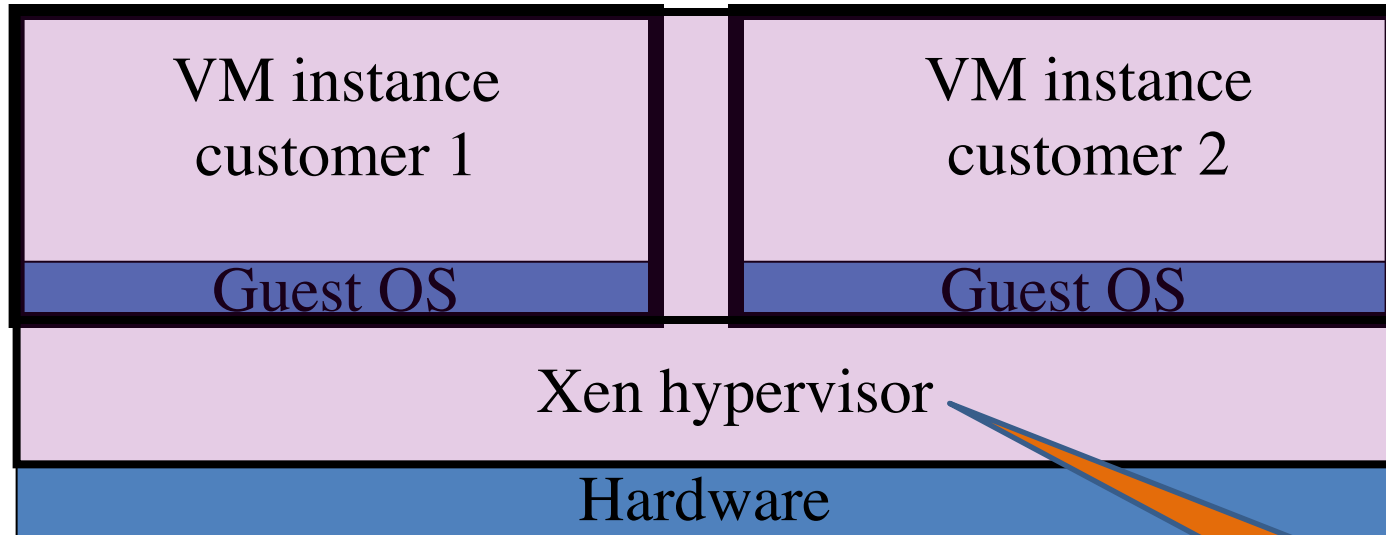 VM instance
customer 1
VM instance
customer 2
Guest OS
Guest OS
Xen hypervisor
Hardware